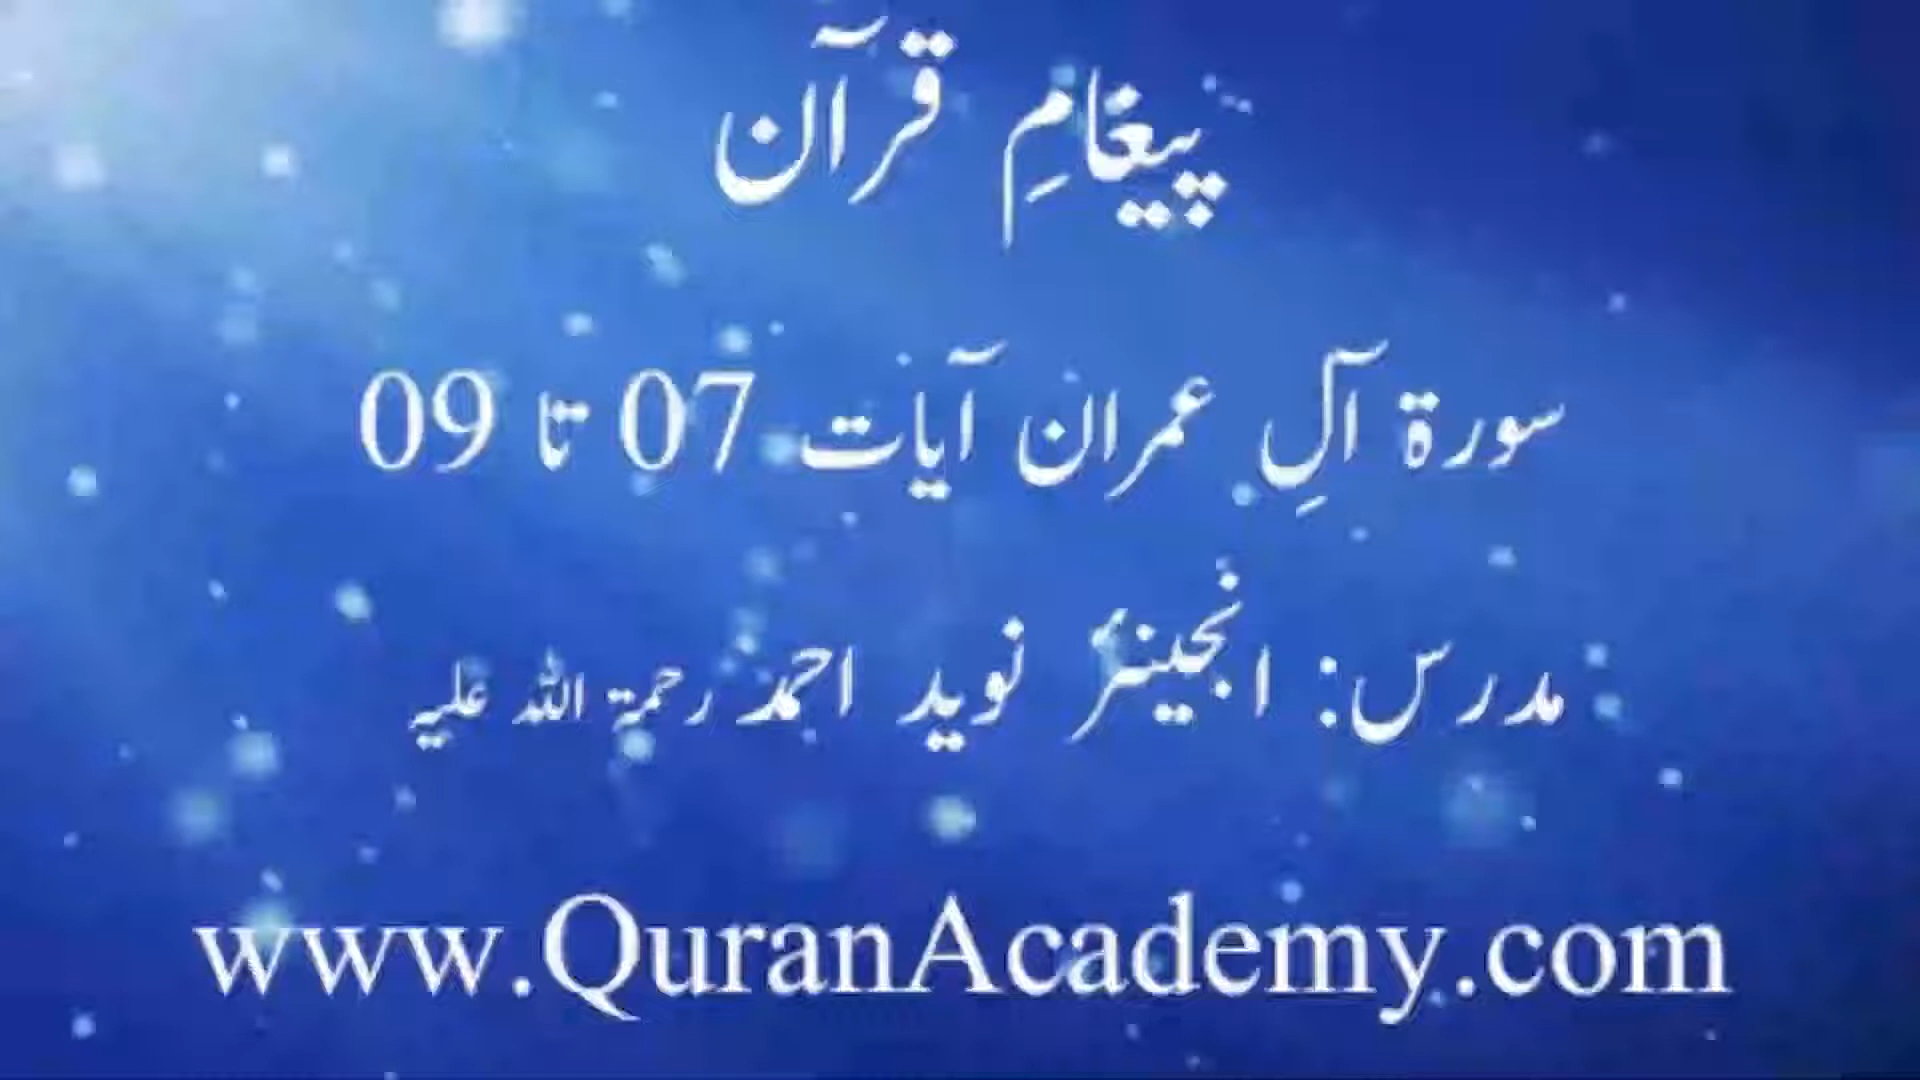 پیغامِ قرآن
سورۃ آلِ عمران آیات 07 تا 09
مدرس: انجینئر نوید احمد رحمۃ اللہ علیہ
www.QuranAcademy.com